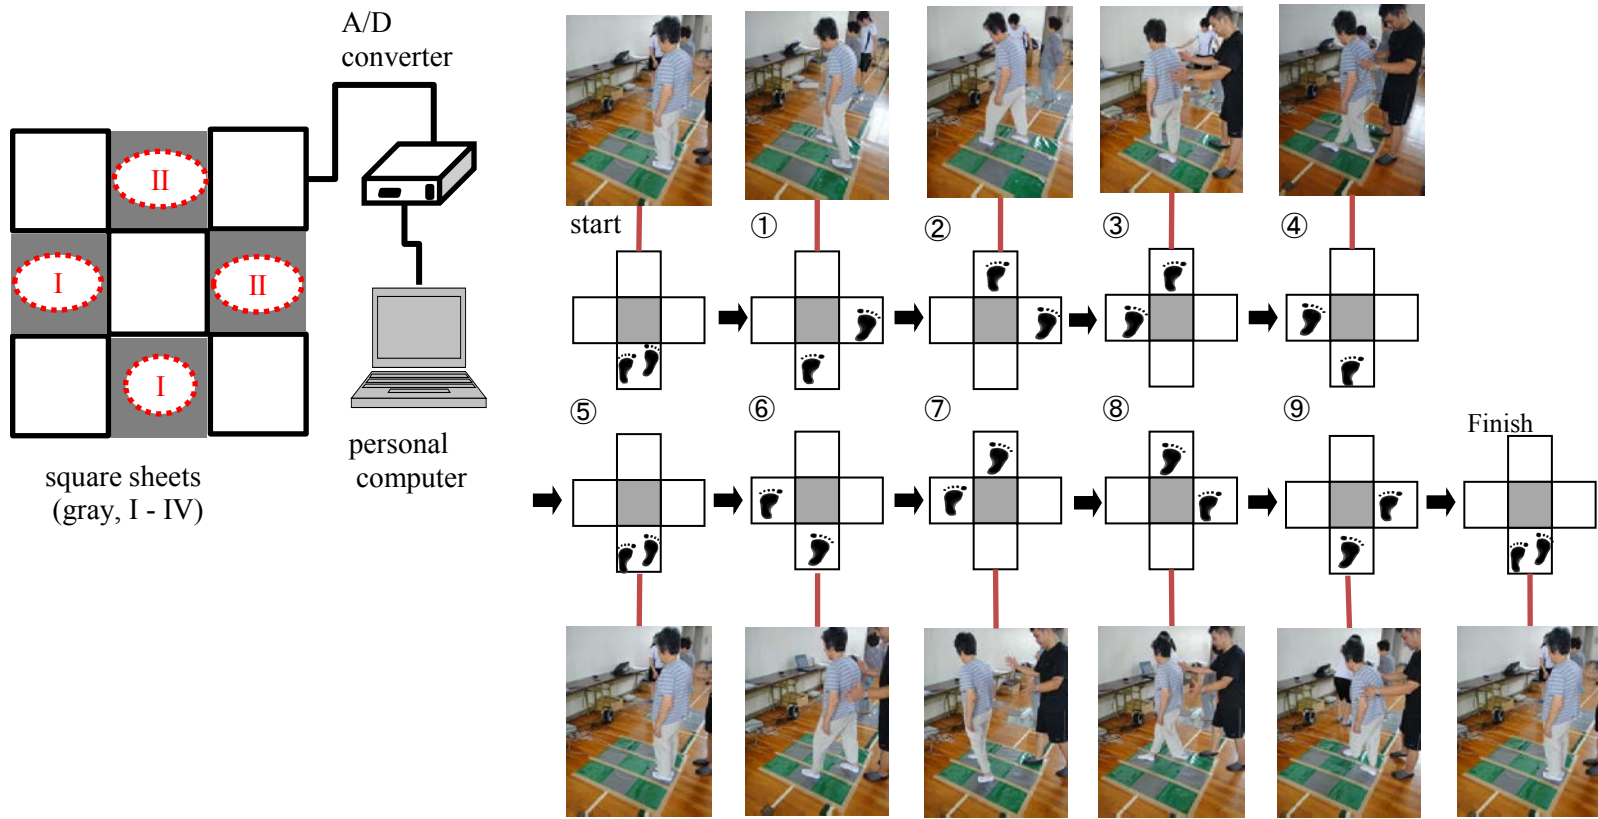 A/D
converter
II
I
II
I
square sheets
(gray, I - IV)
personal
computer
start
①
②
③
④
⑤
⑥
⑦
⑧
⑨
Finish